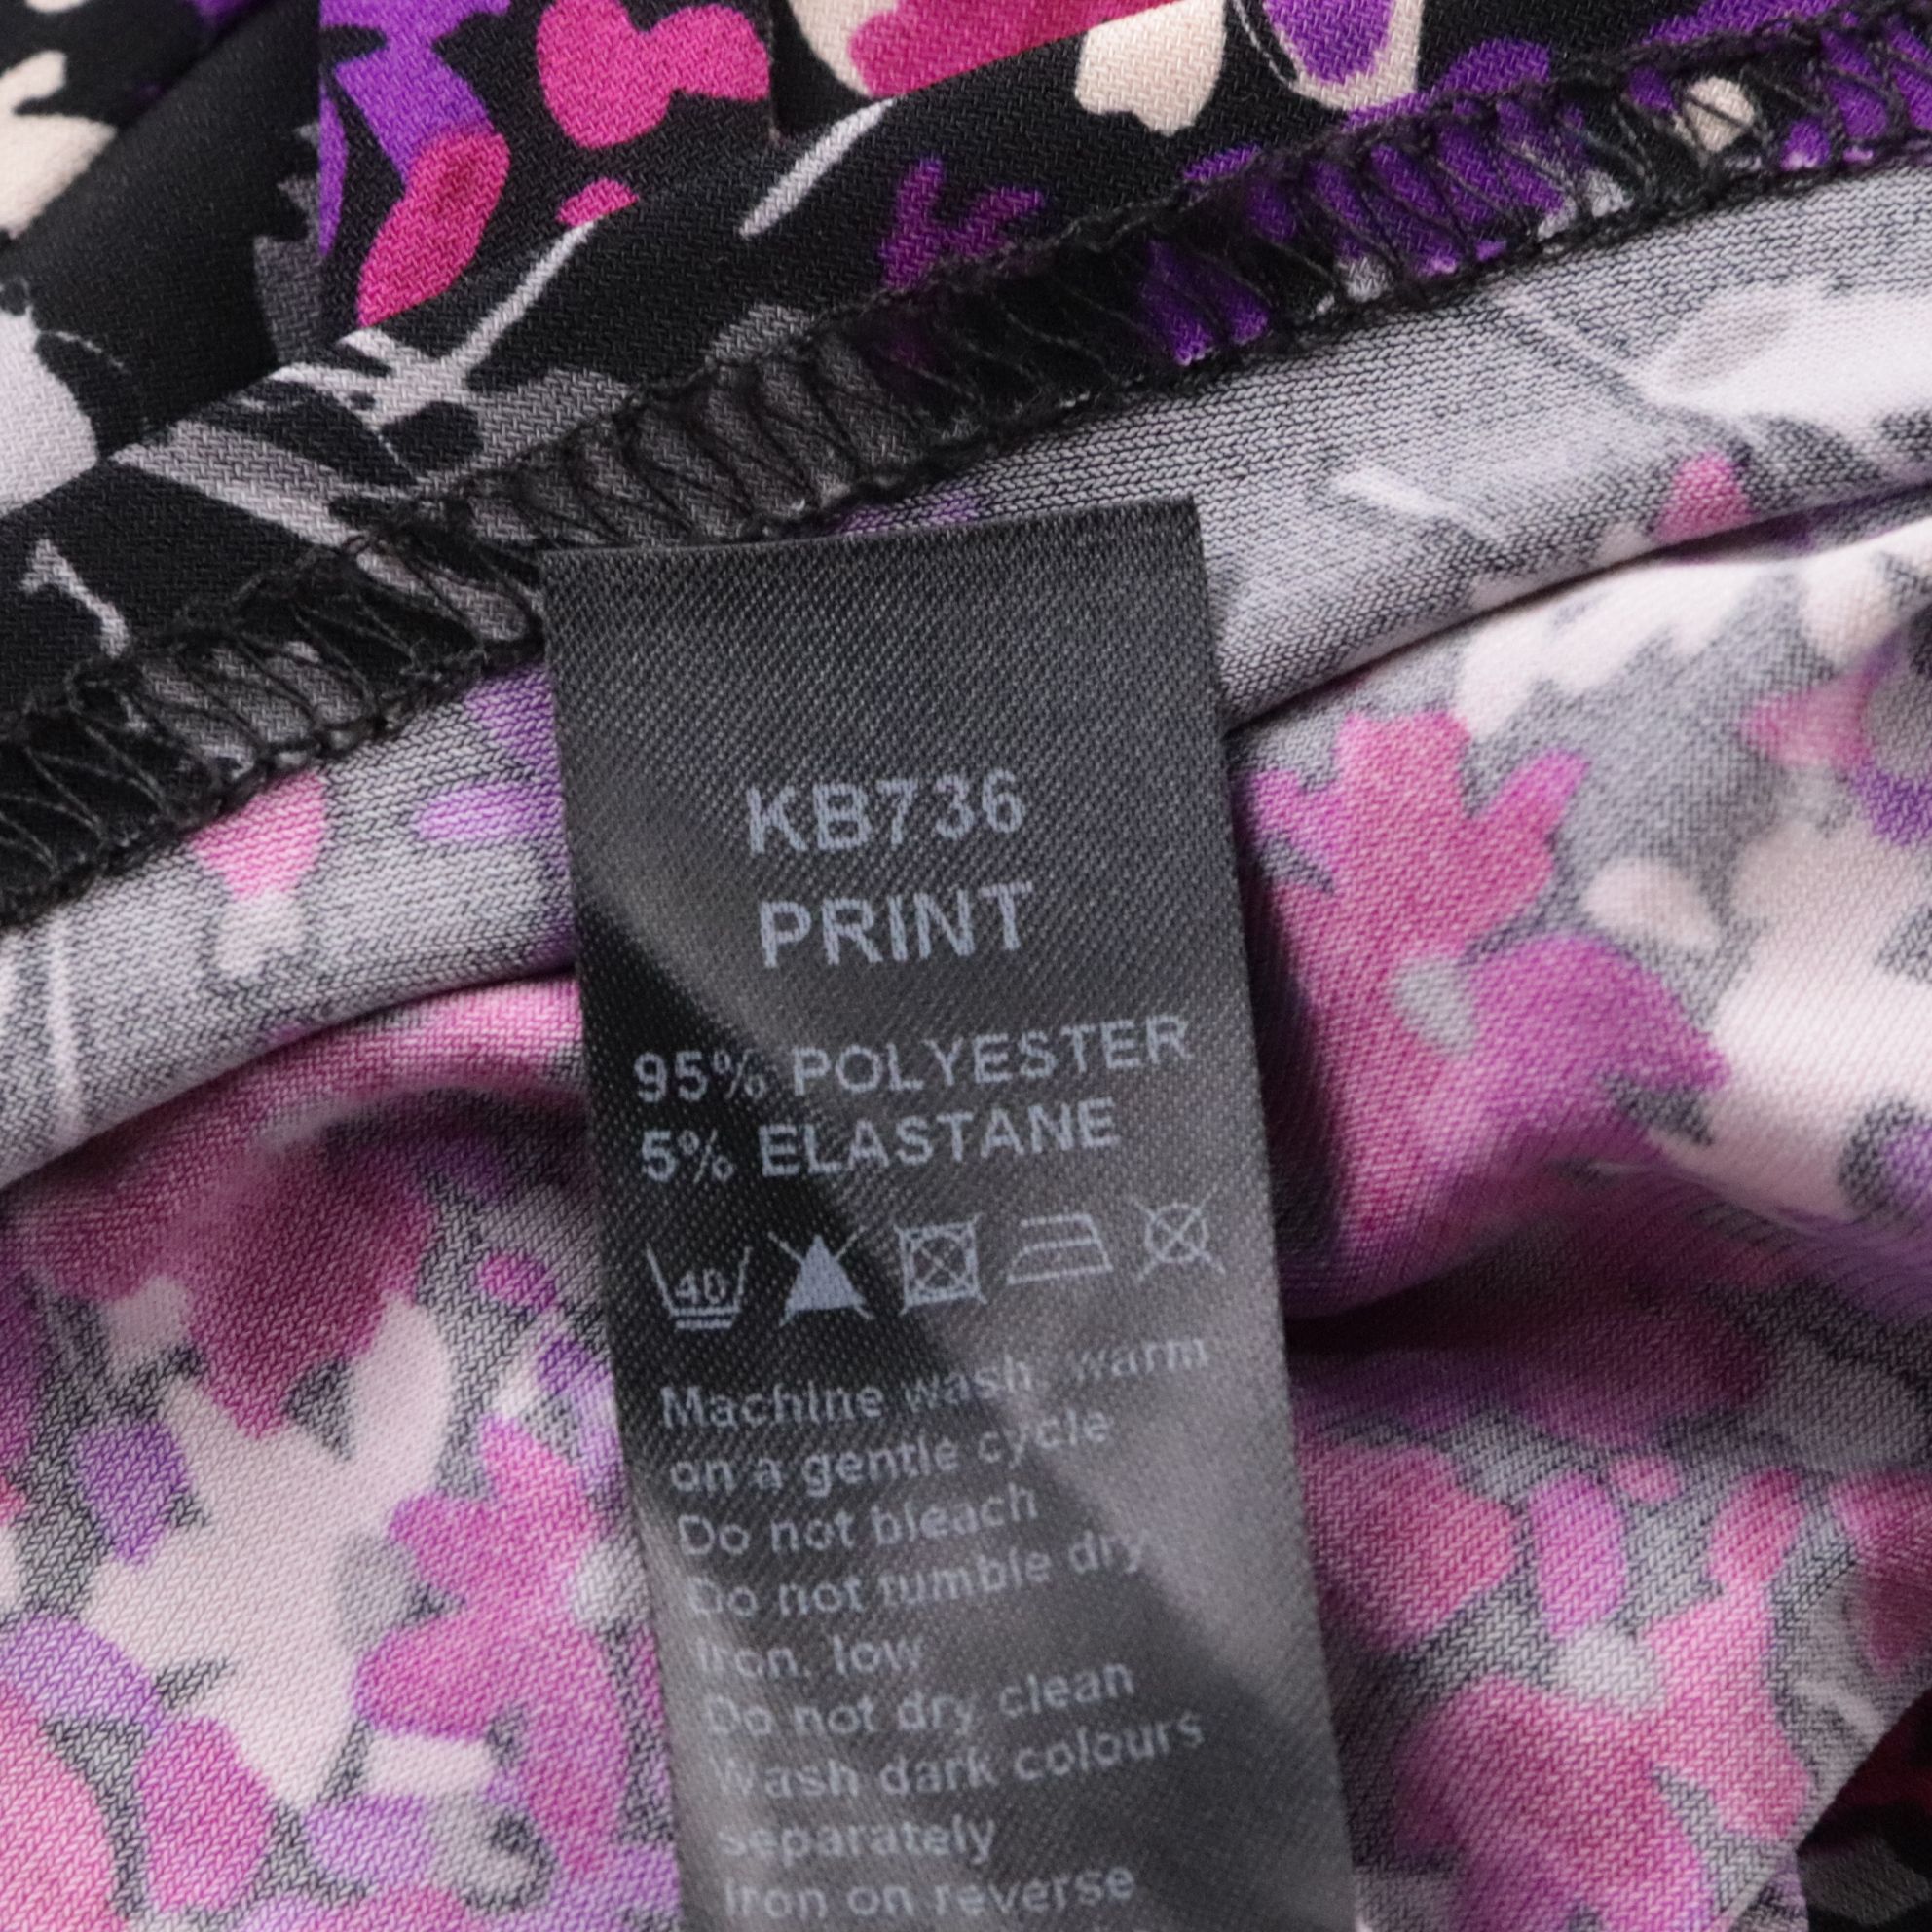 KB736
PRINT
95% POLYESTER
5% ELASTANE
40
Machine wash, warm
on a gentle cycle
Do not bleach
Do not tumble dry
Iron, low
Do not dry clean
Wash dark colours
separately
Iron on reverse